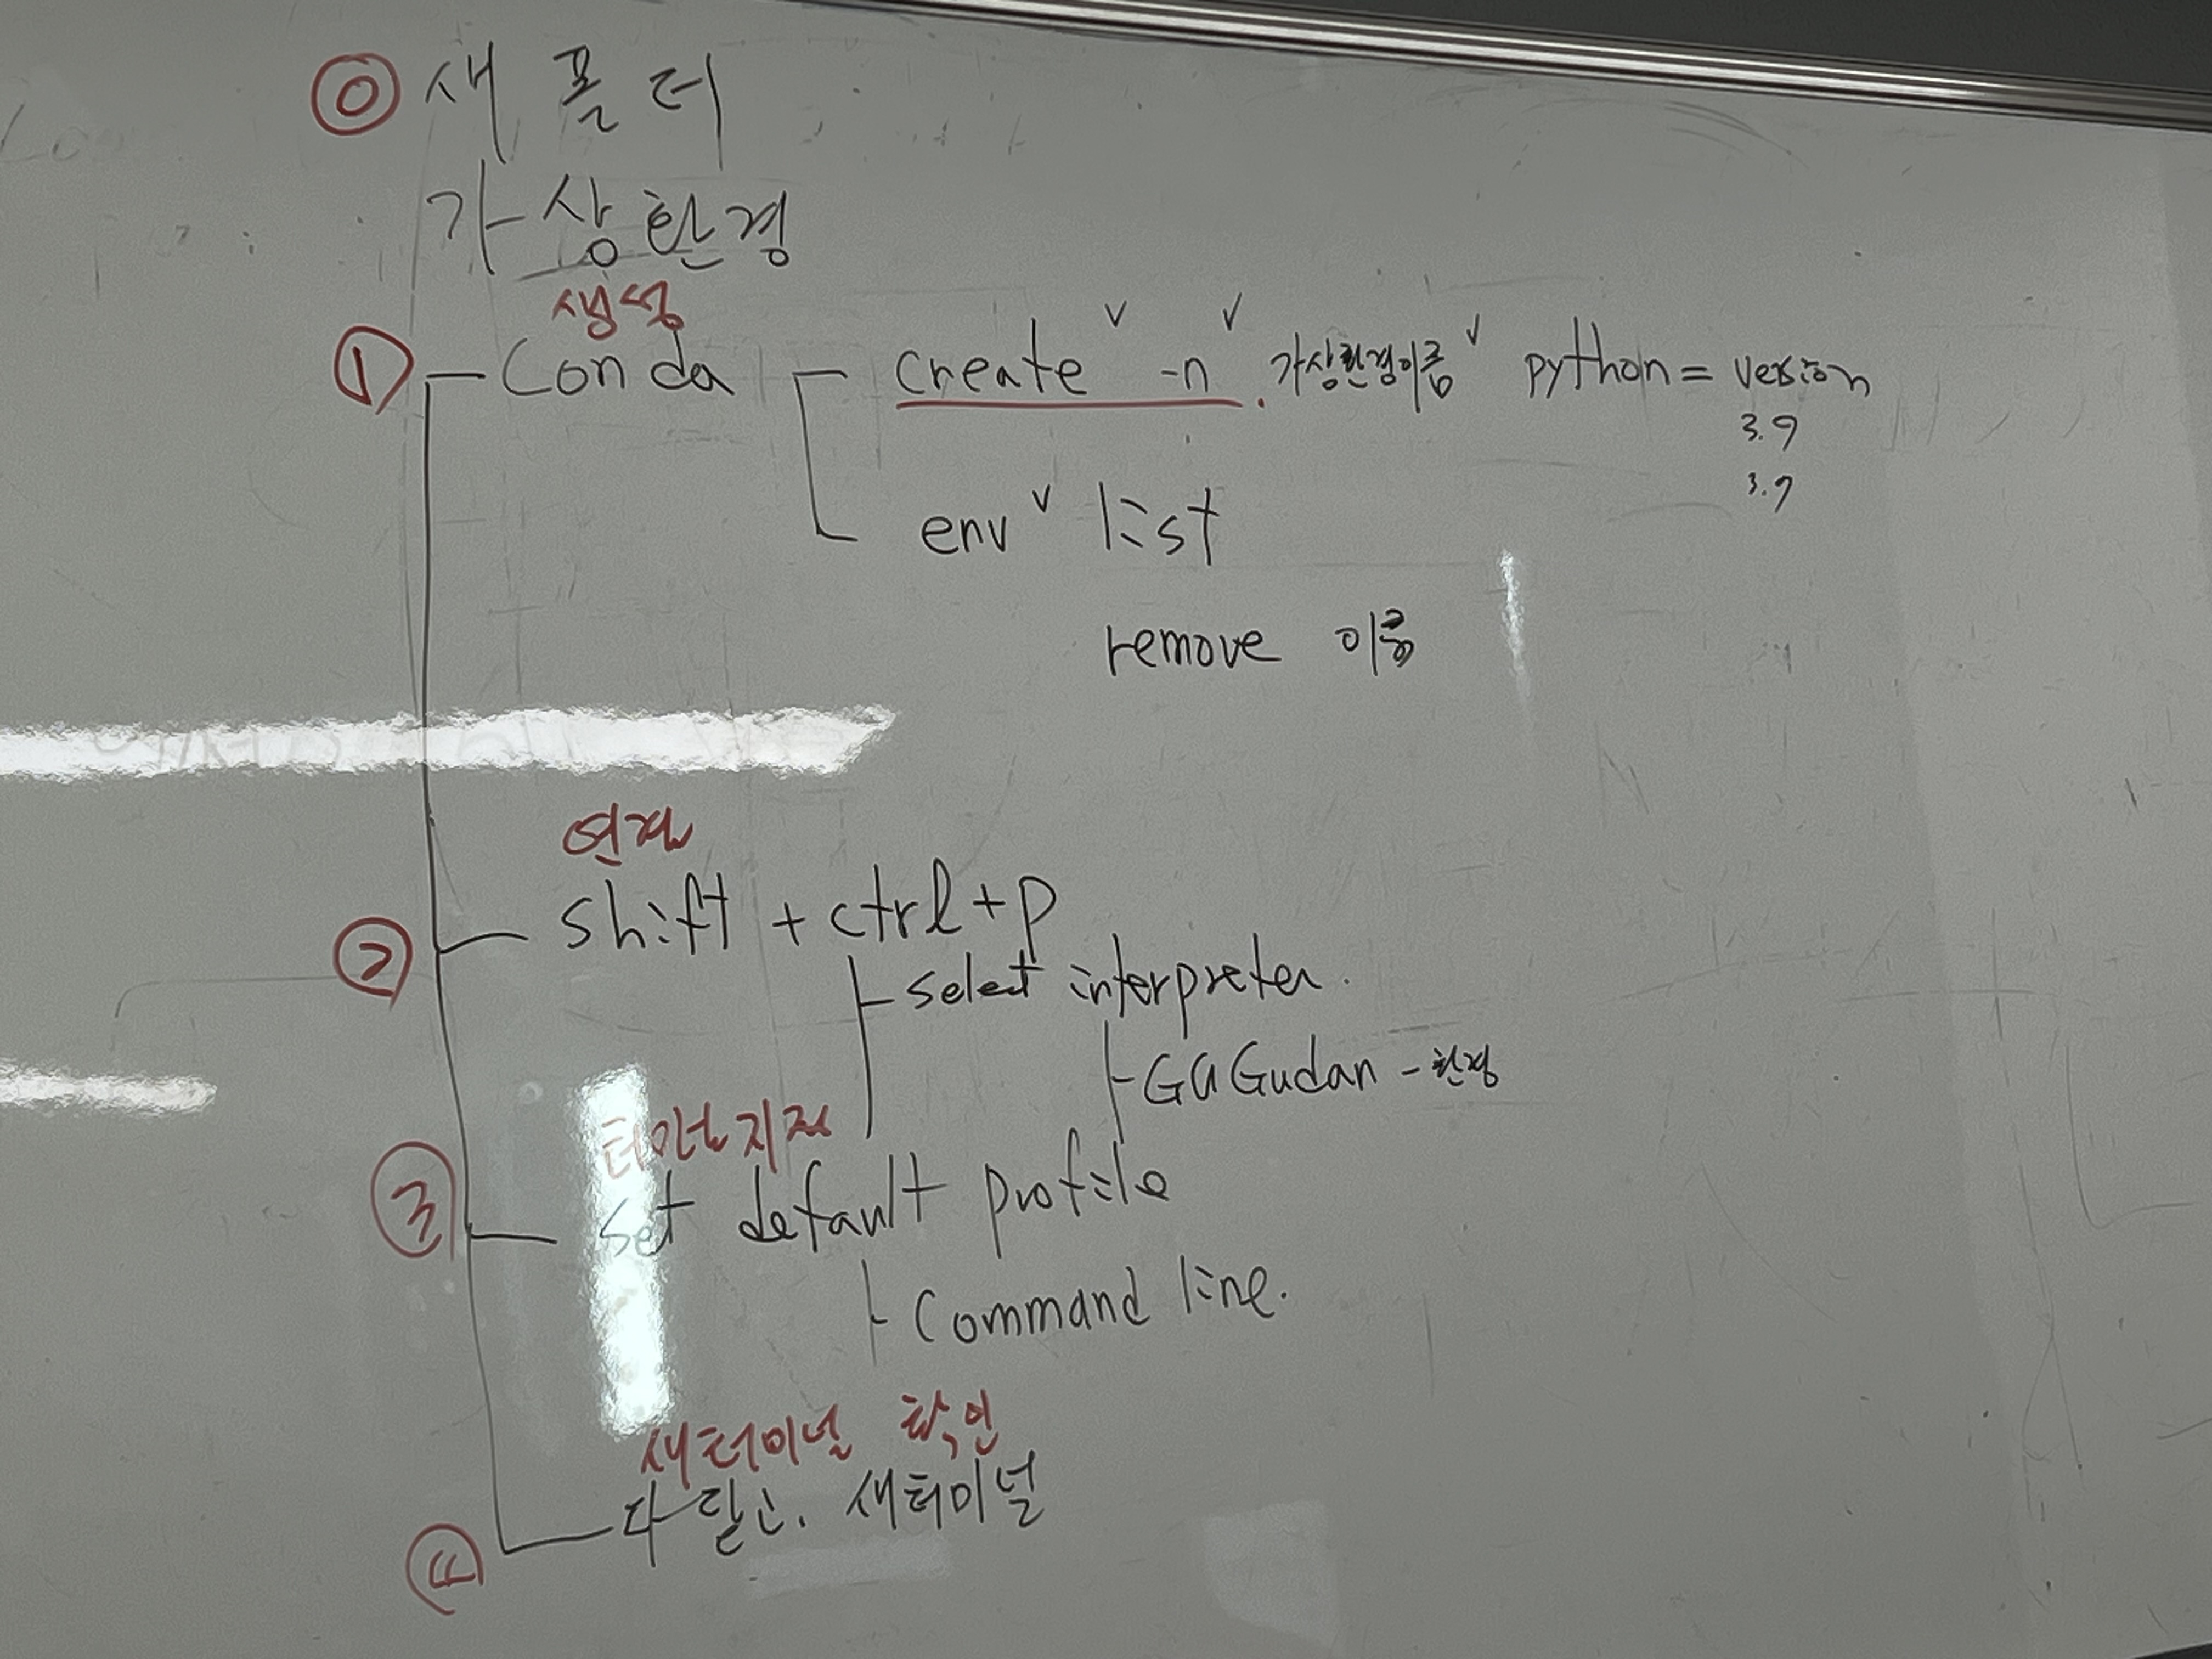 ⓪ 새 폴더
가상환경
생성
① Conda create ∨ -n ∨ 가상환경이름 ∨ python = version
3.9
3.7
env ∨ list
remove 이름
연결
② shift + ctrl + p
select interpreter.
GUGudan - 환경
터미널 지정
③ set default profile
Command line.
새터미널 확인
④ 다 닫고. 새터미널